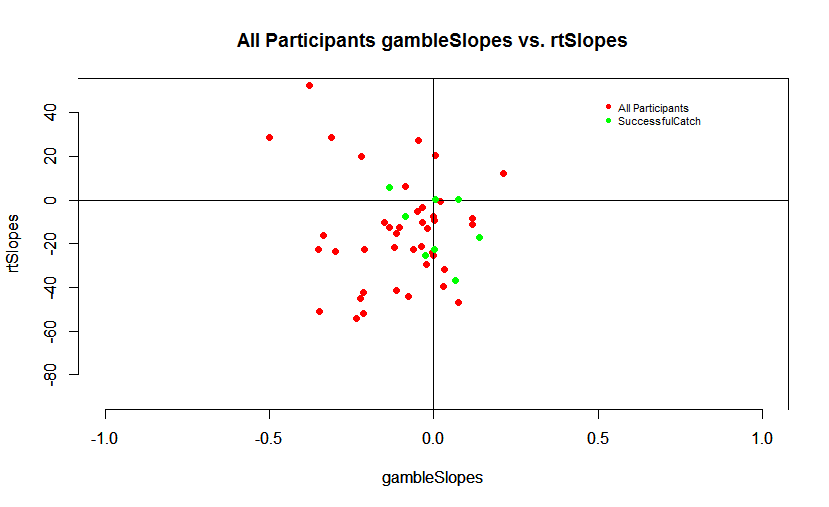 All Participants gambleSlopes vs. rtSlopes
All Participants
SuccessfulCatch
rtSlopes
40
20
0
-20
-40
-60
-80
-1.0 -0.5 0.0 0.5 1.0
gambleSlopes